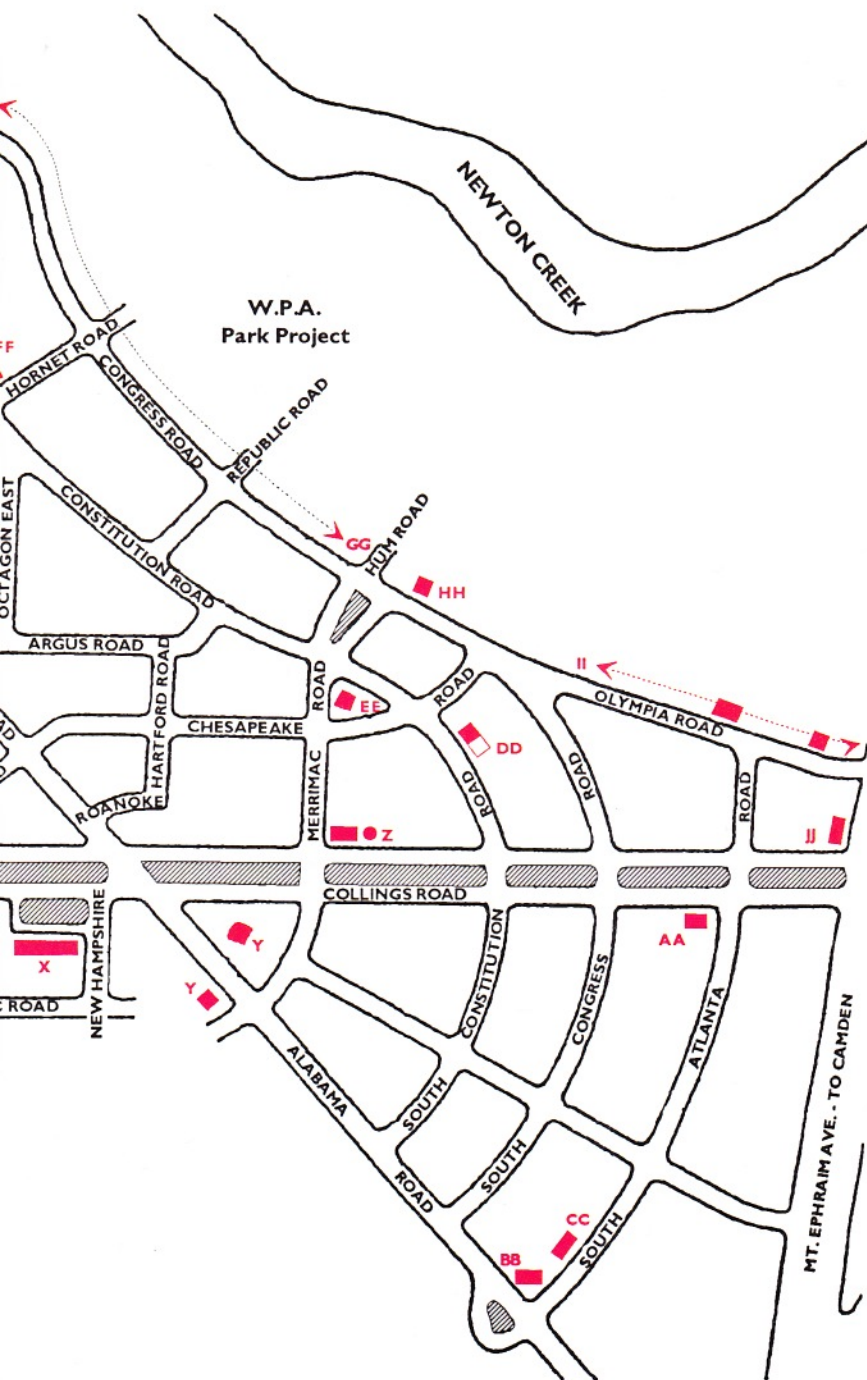 NEWTON CREEK
W.P.A.
Park Project
FF
HORNET ROAD
CONGRESS ROAD
REPUBLIC ROAD
OCTAGON EAST
CONSTITUTION ROAD
GG
HUM ROAD
HH
ARGUS ROAD
HARTFORD ROAD
ROAD
EE
ROAD
II
OLYMPIA ROAD
CHESAPEAKE
DD
ROAD
ROAD
ROAD
MERRIMAC
ROANOKE
Z
JJ
COLLINGS ROAD
NEW HAMPSHIRE
X
Y
Y
AA
CONSTITUTION
CONGRESS
ATLANTA
ROAD
ALABAMA
SOUTH
ROAD
SOUTH
CC
BB
SOUTH
MT. EPHRAIM AVE. - TO CAMDEN